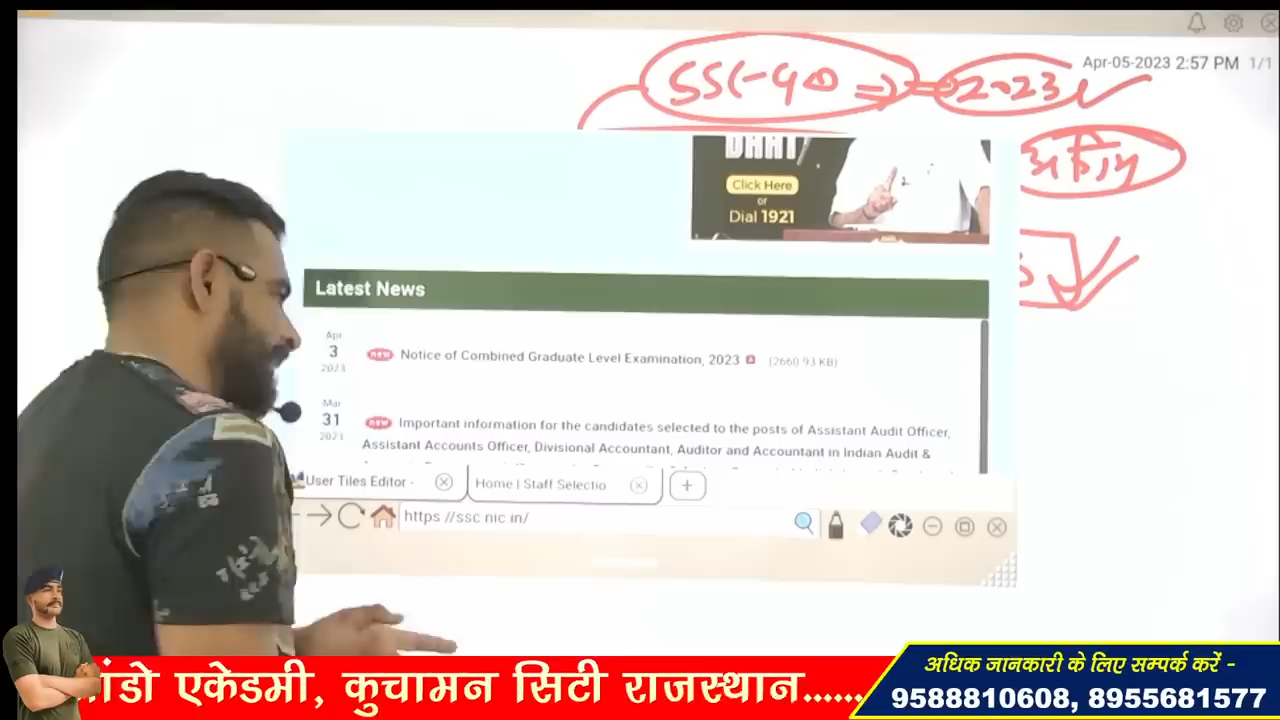 Apr-05-2023 2:57 PM 1/1
2023
Click Here
or
Dial 1921
Latest News
Apr
3
2023
new Notice of Combined Graduate Level Examination, 2023 (2660.93 KB)
Mar
31
2023
new Important information for the candidates selected to the posts of Assistant Audit Officer,
Assistant Accounts Officer, Divisional Accountant, Auditor and Accountant in Indian Audit &
User Tiles Editor -
Home | Staff Selectio
https://ssc.nic.in/
एकेडमी, कुचामन सिटी राजस्थान......
अधिक जानकारी के लिए सम्पर्क करें -
9588810608, 8955681577